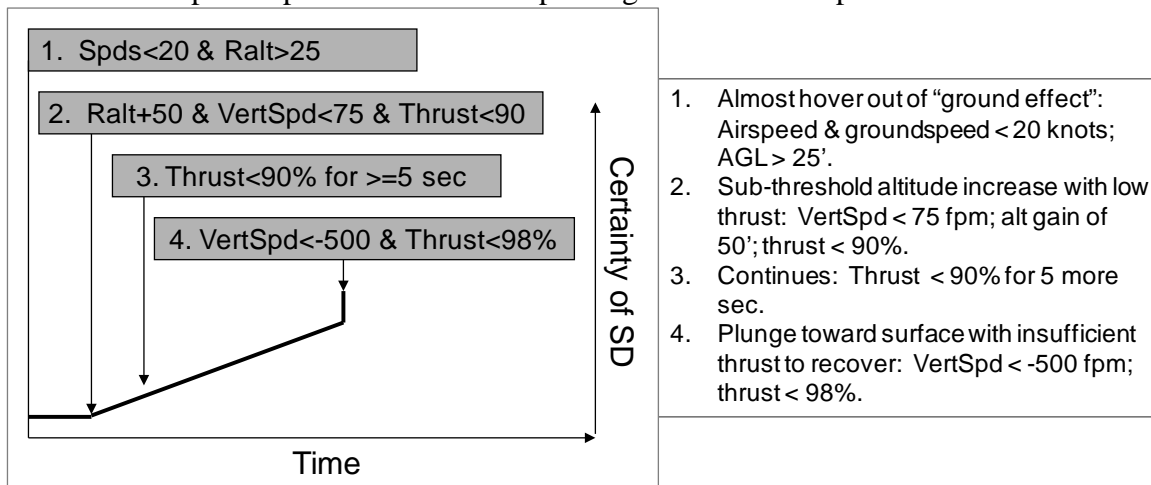 1. Spds<20 & Ralt>25
2. Ralt+50 & VertSpd<75 & Thrust<90
3. Thrust<90% for >=5 sec
4. VertSpd<-500 & Thrust<98%
Certainty of SD
Time
1. Almost hover out of “ground effect”:
Airspeed & groundspeed < 20 knots;
AGL > 25’.
2. Sub-threshold altitude increase with low
thrust: VertSpd < 75 fpm; alt gain of
50’; thrust < 90%.
3. Continues: Thrust < 90% for 5 more
sec.
4. Plunge toward surface with insufficient
thrust to recover: VertSpd < -500 fpm;
thrust < 98%.